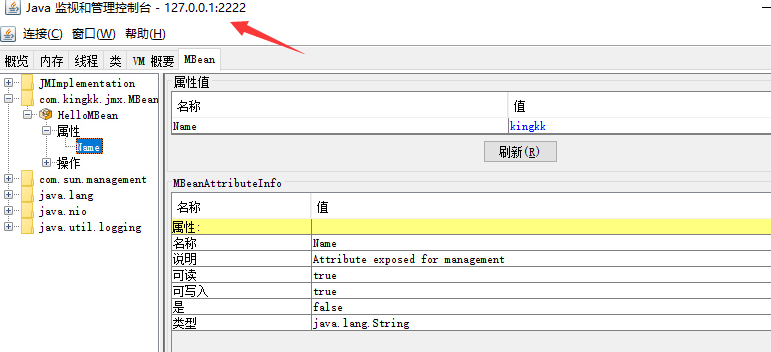 Java 监视和管理控制台 - 127.0.0.1:2222
连接(C) 窗口(W) 帮助(H)
概览 内存 线程 类 VM 概要 MBean
JMImplementation
com.kingkk.jmx.MBean
HelloMBean
属性
Name
操作
com.sun.management
java.lang
java.nio
java.util.logging
属性值
名称 值
Name kingkk
刷新(R)
MBeanAttributeInfo
名称 值
属性:
名称 Name
说明 Attribute exposed for management
可读 true
可写入 true
是 false
类型 java.lang.String